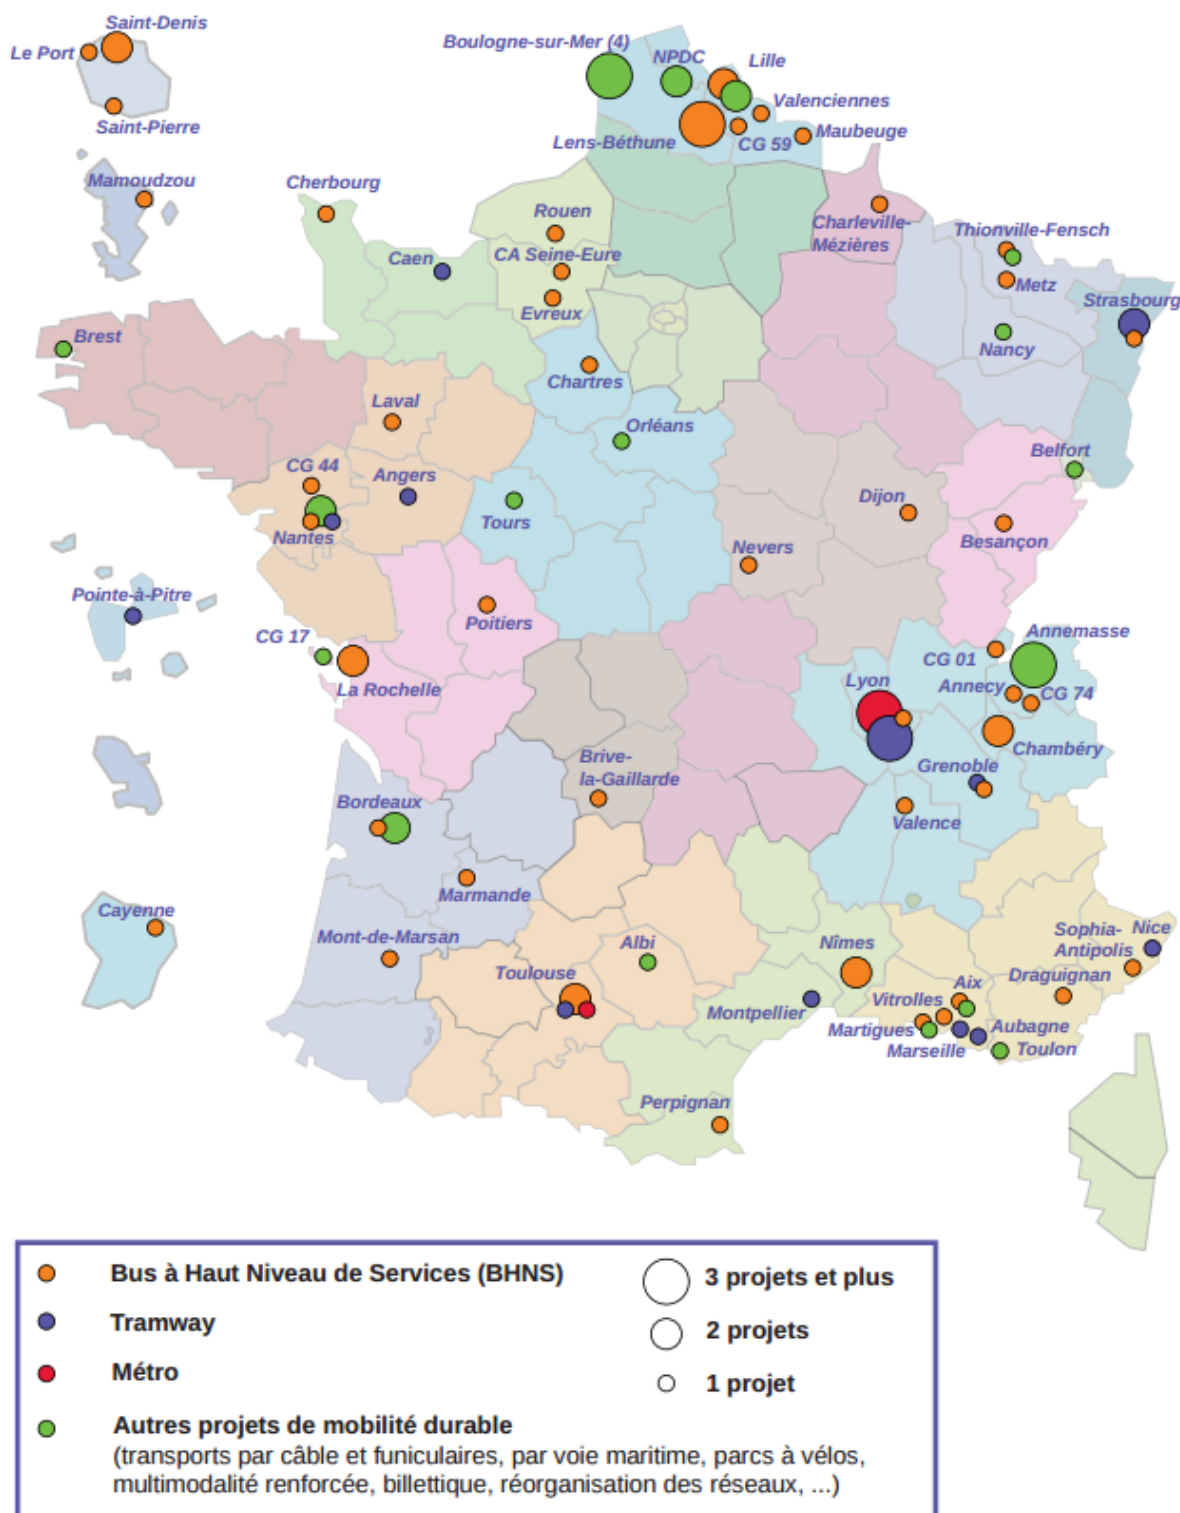 Saint-Denis
Le Port
Saint-Pierre
Mamoudzou
Boulogne-sur-Mer (4)
NPDC
Lille
Valenciennes
Lens-Béthune
CG 59
Maubeuge
Cherbourg
Rouen
Charleville-
Mézières
Thionville-Fensch
Caen
CA Seine-Eure
Metz
Strasbourg
Evreux
Brest
Nancy
Chartres
Laval
Orléans
CG 44
Angers
Belfort
Dijon
Tours
Nantes
Besançon
Nevers
Pointe-à-Pitre
Poitiers
CG 17
Annemasse
CG 01
Lyon
Annecy
CG 74
La Rochelle
Chambéry
Brive-
la-Gaillarde
Grenoble
Bordeaux
Valence
Marmande
Cayenne
Mont-de-Marsan
Albi
Nîmes
Sophia-
Antipolis
Nice
Toulouse
Aix
Draguignan
Vitrolles
Montpellier
Martigues
Aubagne
Marseille
Toulon
Perpignan
Bus à Haut Niveau de Services (BHNS)
3 projets et plus
Tramway
2 projets
Métro
1 projet
Autres projets de mobilité durable
(transports par câble et funiculaires, par voie maritime, parcs à vélos,
multimodalité renforcée, billettique, réorganisation des réseaux, ...)